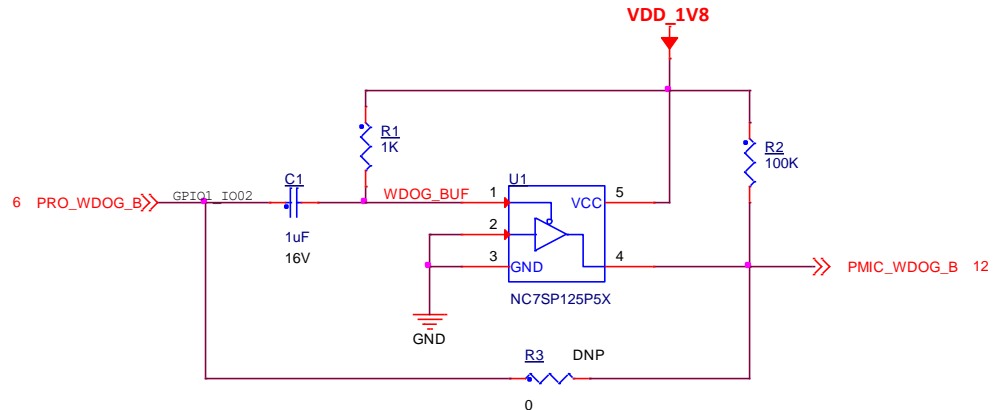 VDD_1V8
R1
1K
R2
100K
C1
1uF
16V
6 PRO_WDOG_B
GPIO1_IO02
WDOG_BUF
U1
1
2
3
GND
VCC
5
4
NC7SP125P5X
PMIC_WDOG_B 12
GND
R3 DNP
0